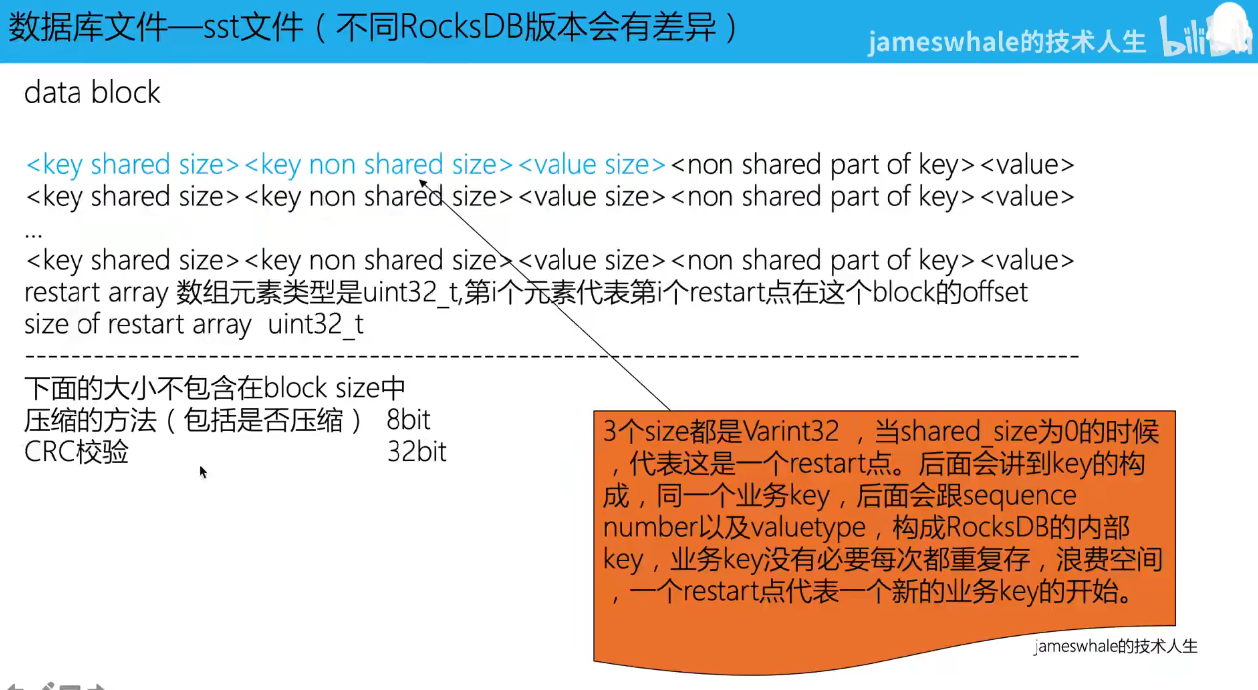 数据库文件—sst文件（不同RocksDB版本会有差异）
jameswhale的技术人生 bilibili
data block
<key shared size><key non shared size><value size><non shared part of key><value>
<key shared size><key non shared size><value size><non shared part of key><value>
...
<key shared size><key non shared size><value size><non shared part of key><value>
restart array 数组元素类型是uint32_t,第i个元素代表第i个restart点在这个block的offset
size of restart array uint32_t
--------------------------------------------------------------------------------------------
下面的大小不包含在block size中
压缩的方法（包括是否压缩） 8bit
CRC校验 32bit
3个size都是Varint32 ，当shared_size为0的时候
，代表这是一个restart点。后面会讲到key的构
成，同一个业务key，后面会跟sequence
number以及valuetype，构成RocksDB的内部
key，业务key没有必要每次都重复存，浪费空间
，一个restart点代表一个新的业务key的开始。
jameswhale的技术人生